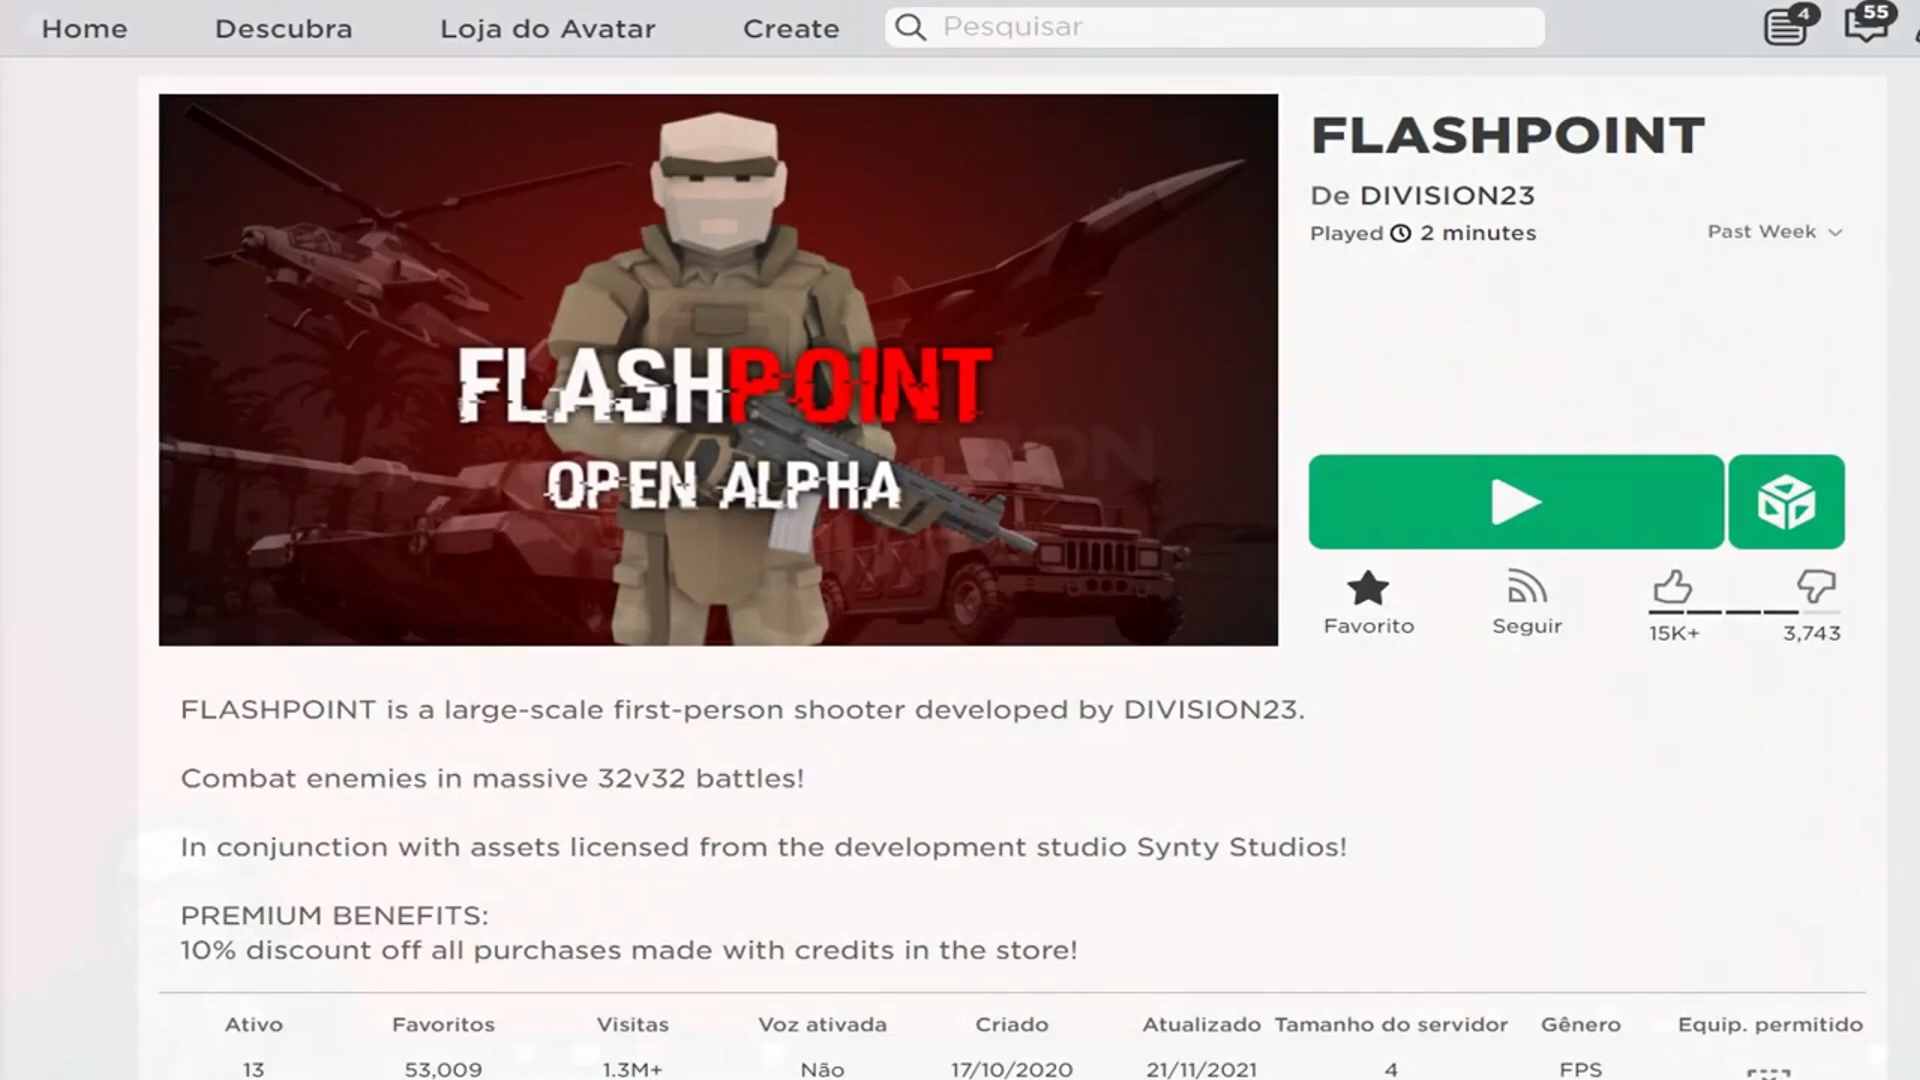 Home Descubra Loja do Avatar Create Pesquisar 4 55
FLASHPOINT
De DIVISION23
Played 2 minutes Past Week
FLASHPOINT
OPEN ALPHA
Favorito Seguir 15K+ 3,743
FLASHPOINT is a large-scale first-person shooter developed by DIVISION23.
Combat enemies in massive 32v32 battles!
In conjunction with assets licensed from the development studio Synty Studios!
PREMIUM BENEFITS:
10% discount off all purchases made with credits in the store!
Ativo Favoritos Visitas Voz ativada Criado Atualizado Tamanho do servidor Gênero Equip. permitido
13 53,009 1.3M+ Não 17/10/2020 21/11/2021 4 FPS